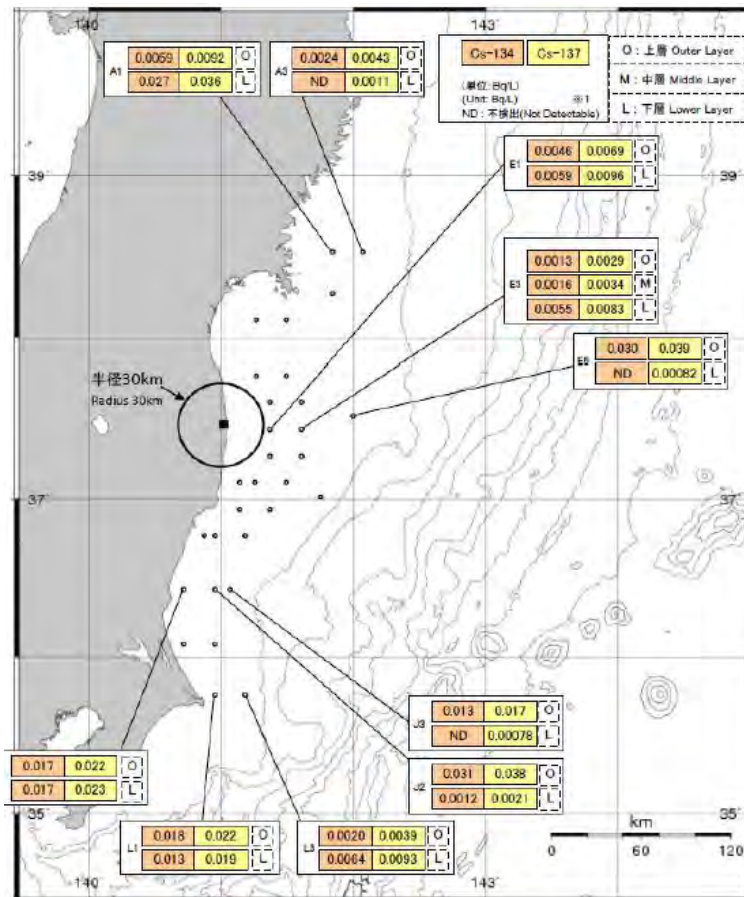 140°
143°
A1
0.0059 0.0092 O
0.027 0.036 L
A3
0.0024 0.0043 O
ND 0.0011 L
Cs-134 Cs-137
(単位: Bq/L)
(Unit: Bq/L) ※1
ND : 不検出(Not Detectable)
O : 上層 Outer Layer
M : 中層 Middle Layer
L : 下層 Lower Layer
E1
0.0046 0.0069 O
0.0059 0.0096 L
39°
39°
E3
0.0013 0.0029 O
0.0016 0.0034 M
0.0055 0.0083 L
E5
0.030 0.039 O
ND 0.00082 L
半径30km
Radius 30km
37°
37°
J3
0.013 0.017 O
ND 0.00078 L
0.017 0.022 O
0.017 0.023 L
J2
0.031 0.038 O
0.0012 0.0021 L
35°
35°
L1
0.018 0.022 O
0.013 0.019 L
L3
0.0020 0.0039 O
0.0064 0.0093 L
km
0 60 120
140°
143°